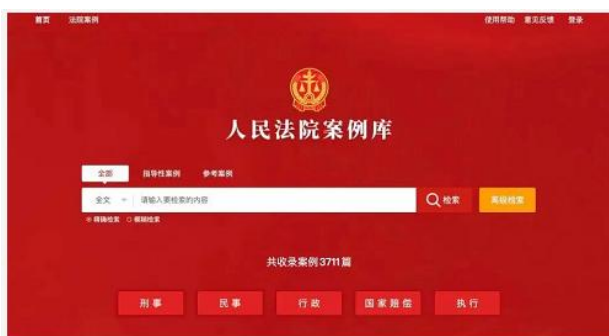 首页 法院案例 使用帮助 意见反馈 登录
人民法院案例库
全部 指导性案例 参考案例
全文 请输入要检索的内容 检索 高级检索
精确检索 模糊检索
共收录案例3711篇
刑事 民事 行政 国家赔偿 执行